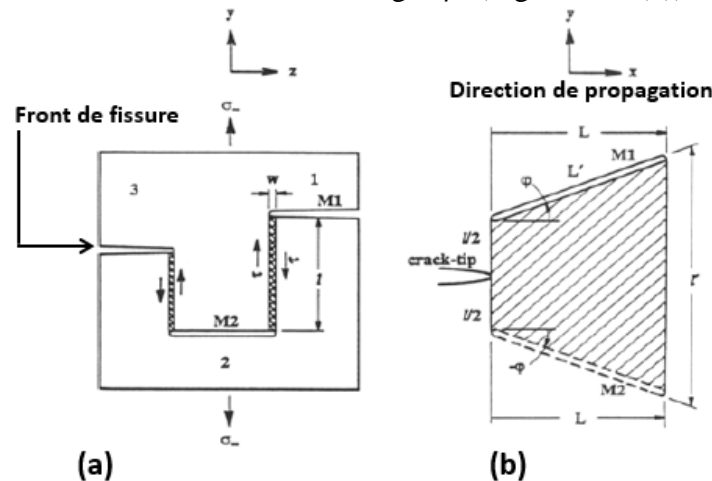 y
z
Front de fissure
σ∞
w
3
1
M1
τ
τ
l
M2
2
σ∞
(a)
y
x
Direction de propagation
L
M1
L´
φ
l/2
crack-tip
l/2
l'
-φ
M2
L
(b)